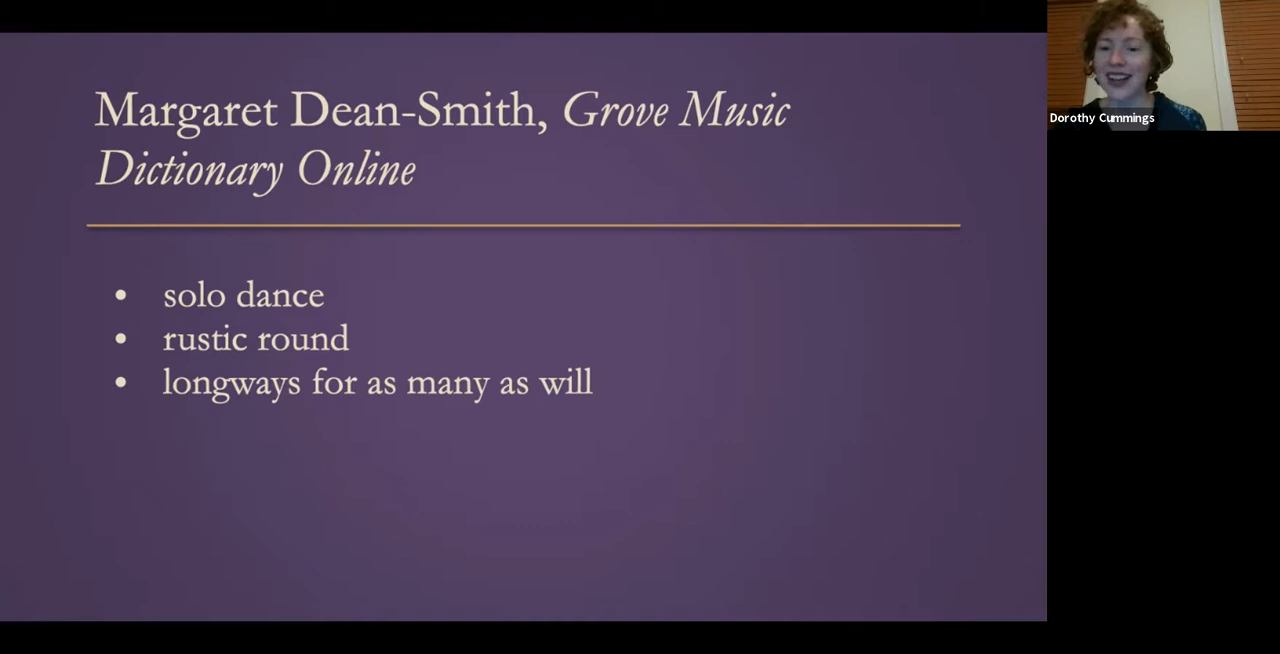 Margaret Dean-Smith, Grove Music
Dictionary Online
• solo dance
• rustic round
• longways for as many as will
Dorothy Cummings